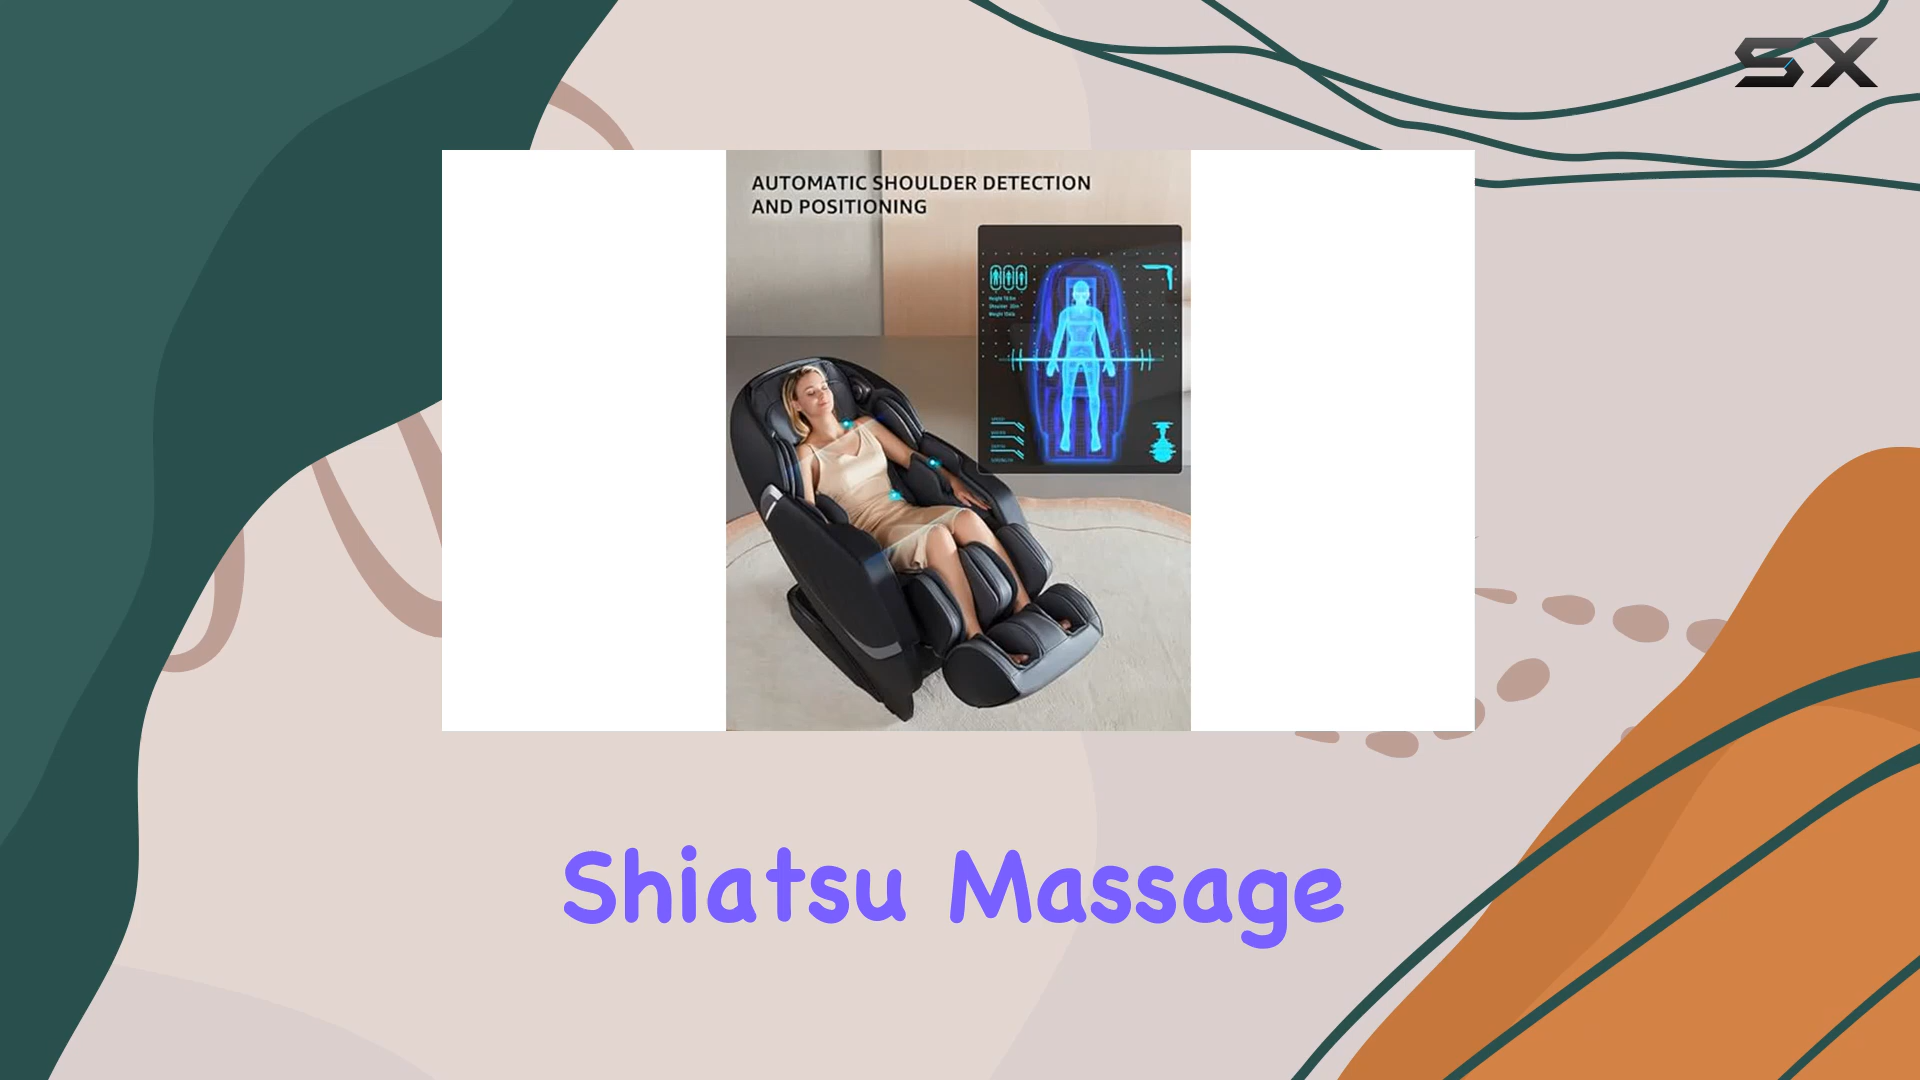 SX
AUTOMATIC SHOULDER DETECTION
AND POSITIONING
Shiatsu Massage